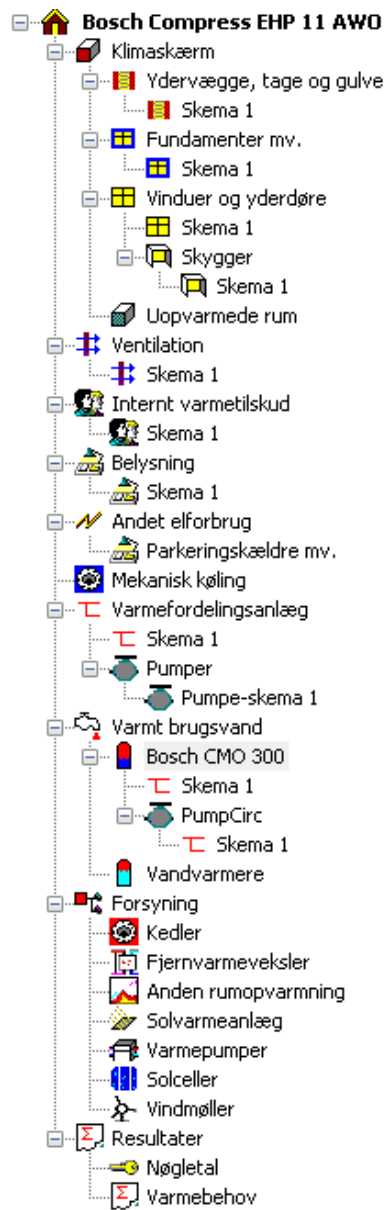 Bosch Compress EHP 11 AWO
Klimaskærm
Ydervægge, tage og gulve
Skema 1
Fundamenter mv.
Skema 1
Vinduer og yderdøre
Skema 1
Skygger
Skema 1
Uopvarmede rum
Ventilation
Skema 1
Internt varmetilskud
Skema 1
Belysning
Skema 1
Andet elforbrug
Parkeringskældre mv.
Mekanisk køling
Varmefordelingsanlæg
Skema 1
Pumper
Pumpe-skema 1
Varmt brugsvand
Bosch CMO 300
Skema 1
PumpCirc
Skema 1
Vandvarmere
Forsyning
Kedler
Fjernvarmeveksler
Anden rumopvarmning
Solvarmeanlæg
Varmepumper
Solceller
Vindmøller
Resultater
Nøgletal
Varmebehov